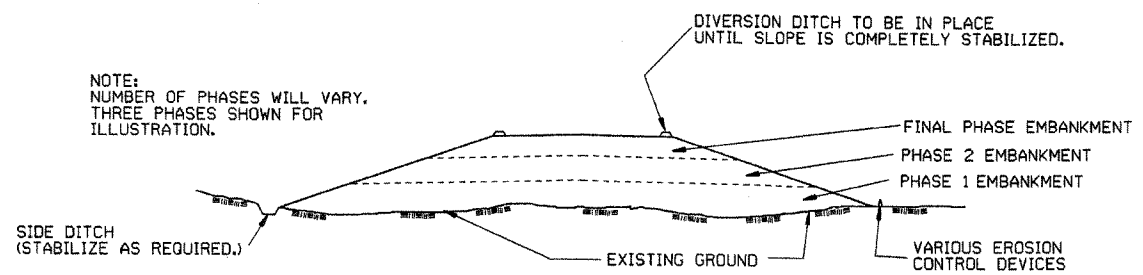 DIVERSION DITCH TO BE IN PLACE
UNTIL SLOPE IS COMPLETELY STABILIZED.
NOTE:
NUMBER OF PHASES WILL VARY.
THREE PHASES SHOWN FOR
ILLUSTRATION.
FINAL PHASE EMBANKMENT
PHASE 2 EMBANKMENT
PHASE 1 EMBANKMENT
SIDE DITCH
(STABILIZE AS REQUIRED.)
EXISTING GROUND
VARIOUS EROSION
CONTROL DEVICES